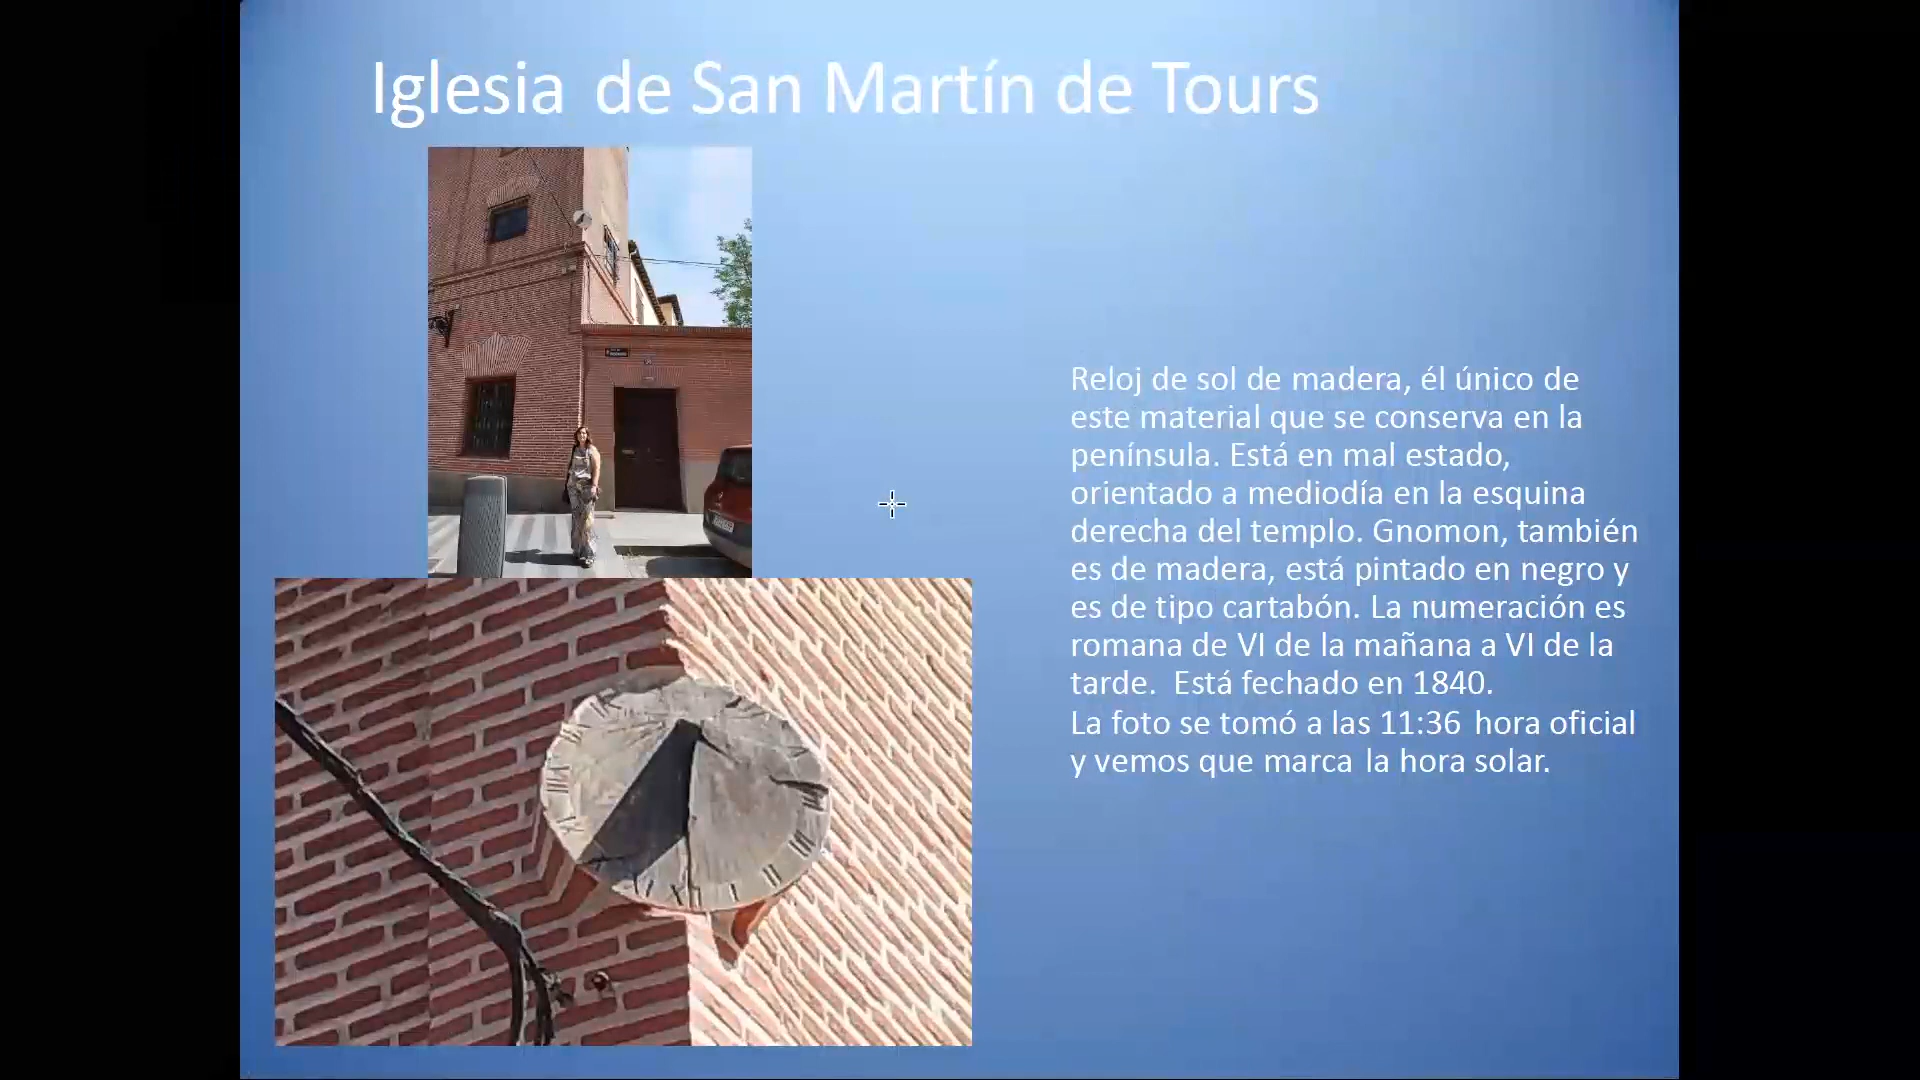 Iglesia de San Martín de Tours
Reloj de sol de madera, él único de
este material que se conserva en la
península. Está en mal estado,
orientado a mediodía en la esquina
derecha del templo. Gnomon, también
es de madera, está pintado en negro y
es de tipo cartabón. La numeración es
romana de VI de la mañana a VI de la
tarde. Está fechado en 1840.
La foto se tomó a las 11:36 hora oficial
y vemos que marca la hora solar.